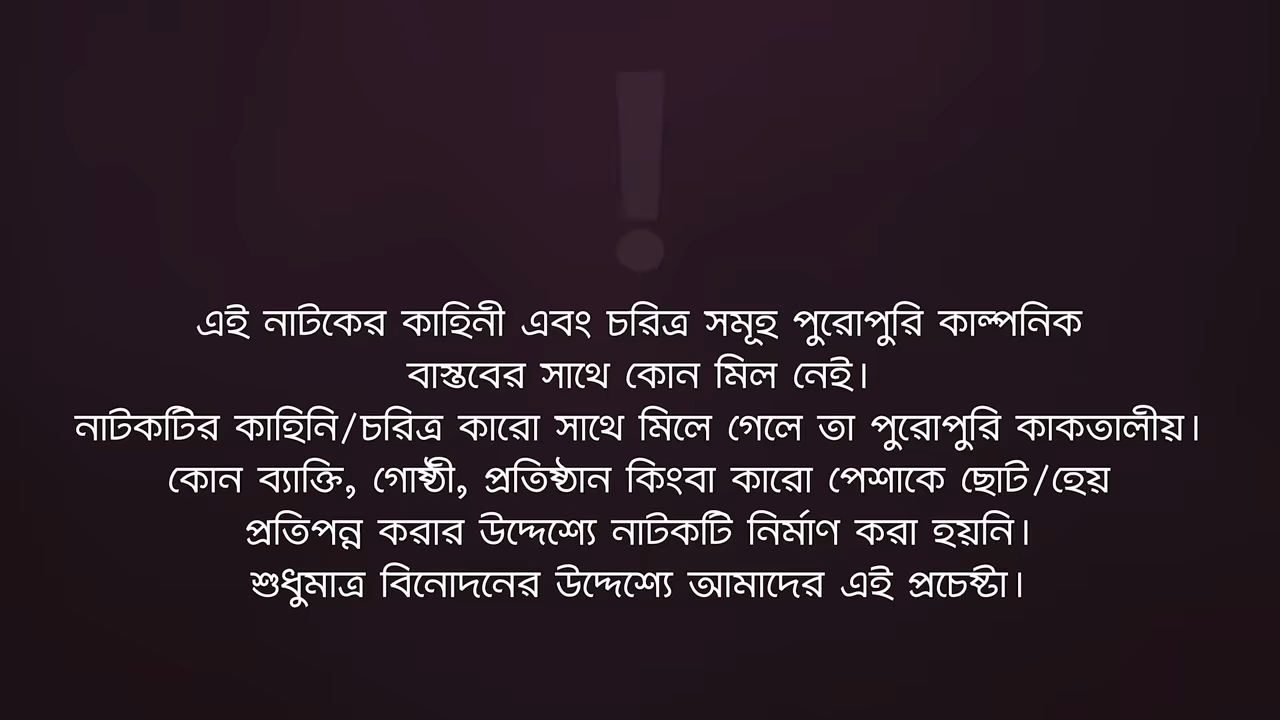 এই নাটকের কাহিনী এবং চরিত্র সমূহ পুরোপুরি কাল্পনিক
বাস্তবের সাথে কোন মিল নেই।
নাটকটির কাহিনি/চরিত্র কারো সাথে মিলে গেলে তা পুরোপুরি কাকতালীয়।
কোন ব্যাক্তি, গোষ্ঠী, প্রতিষ্ঠান কিংবা কারো পেশাকে ছোট/হেয়
প্রতিপন্ন করার উদ্দেশ্যে নাটকটি নির্মাণ করা হয়নি।
শুধুমাত্র বিনোদনের উদ্দেশ্যে আমাদের এই প্রচেষ্টা।